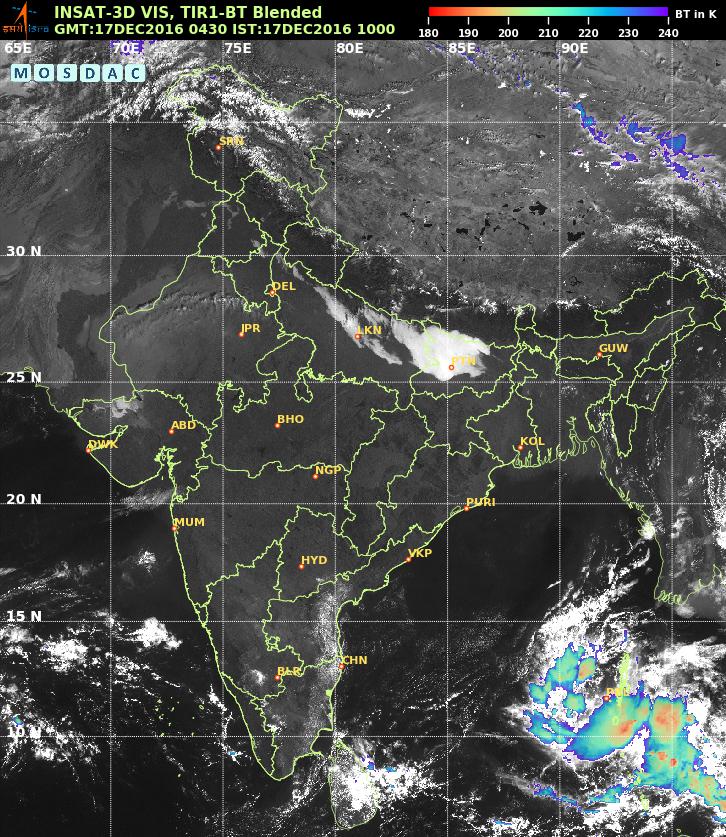 INSAT-3D VIS, TIR1-BT Blended
GMT:17DEC2016 0430 IST:17DEC2016 1000
BT in K
180 190 200 210 220 230 240
65E 70E 75E 80E 85E 90E
MOSDAC
SRN
30 N
DEL
JPR
LKN
GUW
PTN
25 N
ABD
BHO
DWK
KOL
NGP
20 N
PURI
MUM
VKP
HYD
15 N
CHN
BLR
10 N